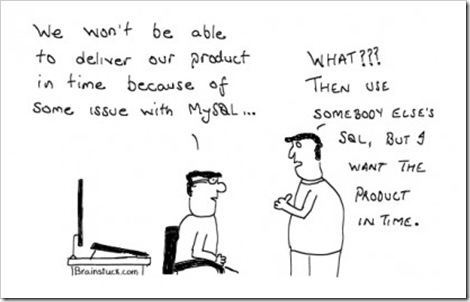 We won't be able
to deliver our product
in time because of
some issue with MySQL...
WHAT???
THEN USE
SOMEBODY ELSE'S
SQL, BUT I
WANT THE
PRODUCT
IN TIME.
Brainstuck.com